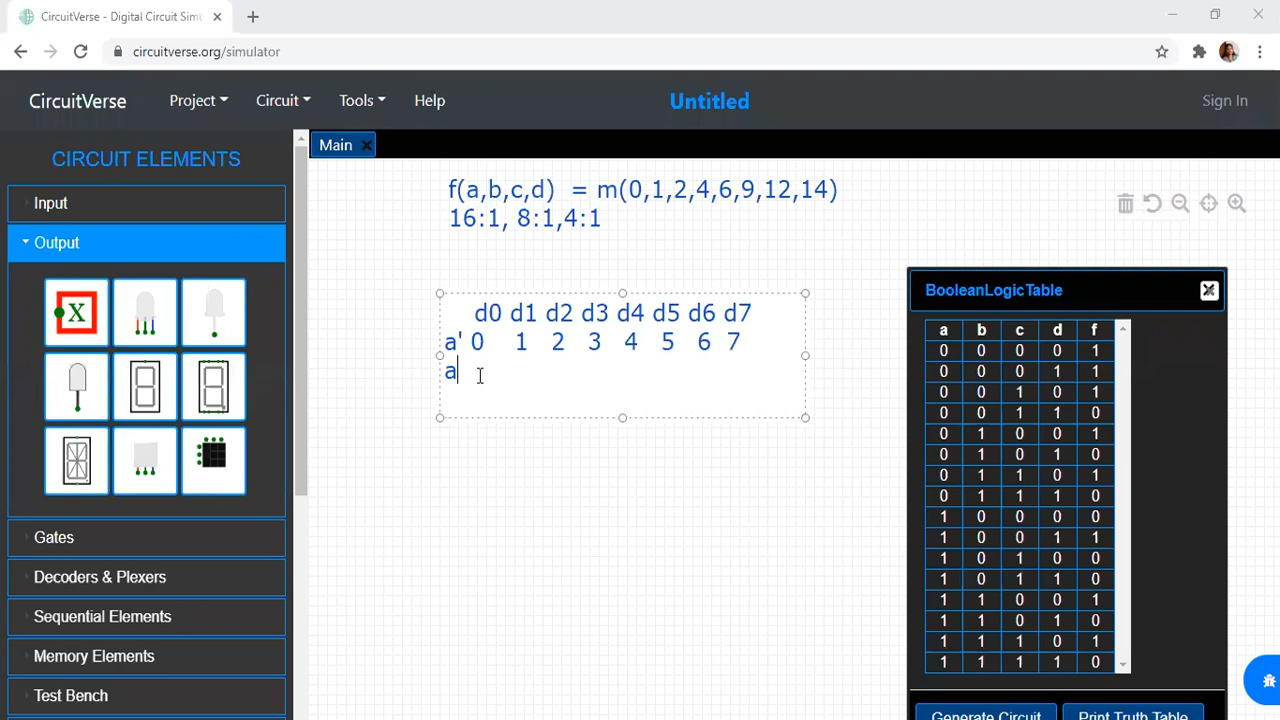 CircuitVerse - Digital Circuit Simu
circuitverse.org/simulator
CircuitVerse
Project
Circuit
Tools
Help
Untitled
Sign In
CIRCUIT ELEMENTS
Input
Output
X
Gates
Decoders & Plexers
Sequential Elements
Memory Elements
Test Bench
Main
f(a,b,c,d) = m(0,1,2,4,6,9,12,14)
16:1, 8:1,4:1
d0 d1 d2 d3 d4 d5 d6 d7
a' 0 1 2 3 4 5 6 7
a
BooleanLogicTable
a b c d f
0 0 0 0 1
0 0 0 1 1
0 0 1 0 1
0 0 1 1 0
0 1 0 0 1
0 1 0 1 0
0 1 1 0 1
0 1 1 1 0
1 0 0 0 0
1 0 0 1 1
1 0 1 0 0
1 0 1 1 0
1 1 0 0 1
1 1 0 1 0
1 1 1 0 1
1 1 1 1 0
Generate Circuit
Print Truth Table